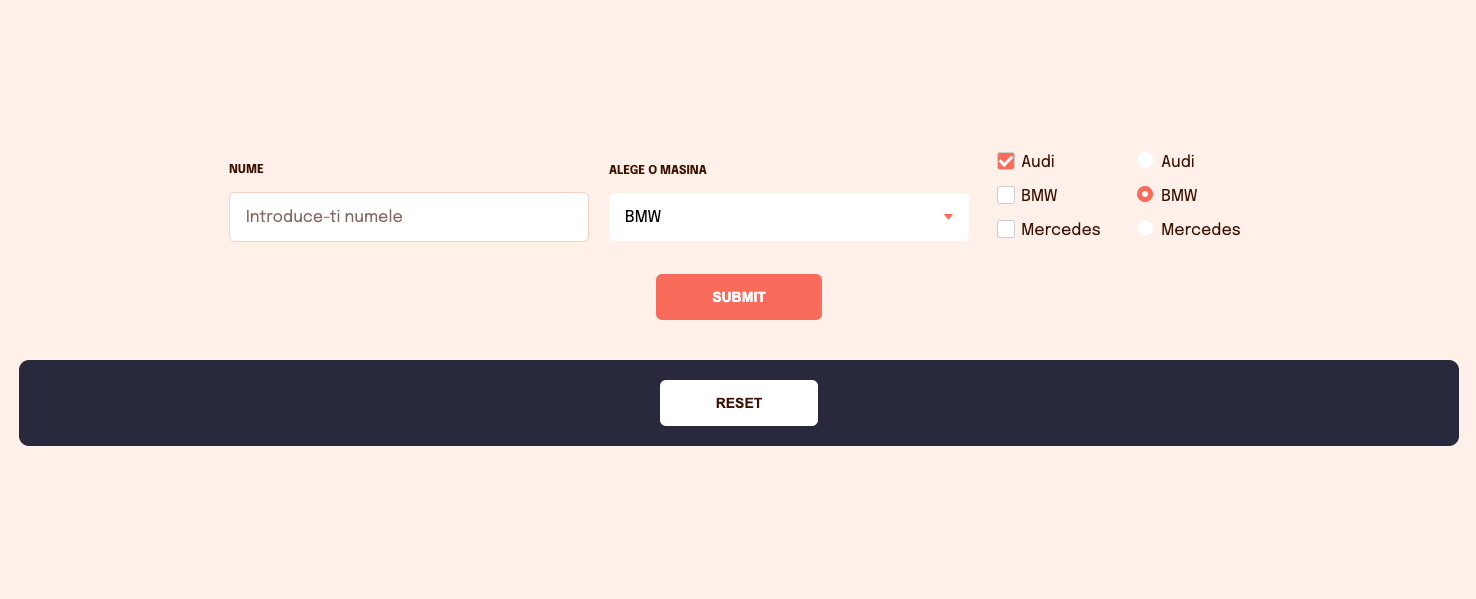 NUME
Introduce-ti numele
ALEGE O MASINA
BMW
Audi
BMW
Mercedes
Audi
BMW
Mercedes
SUBMIT
RESET